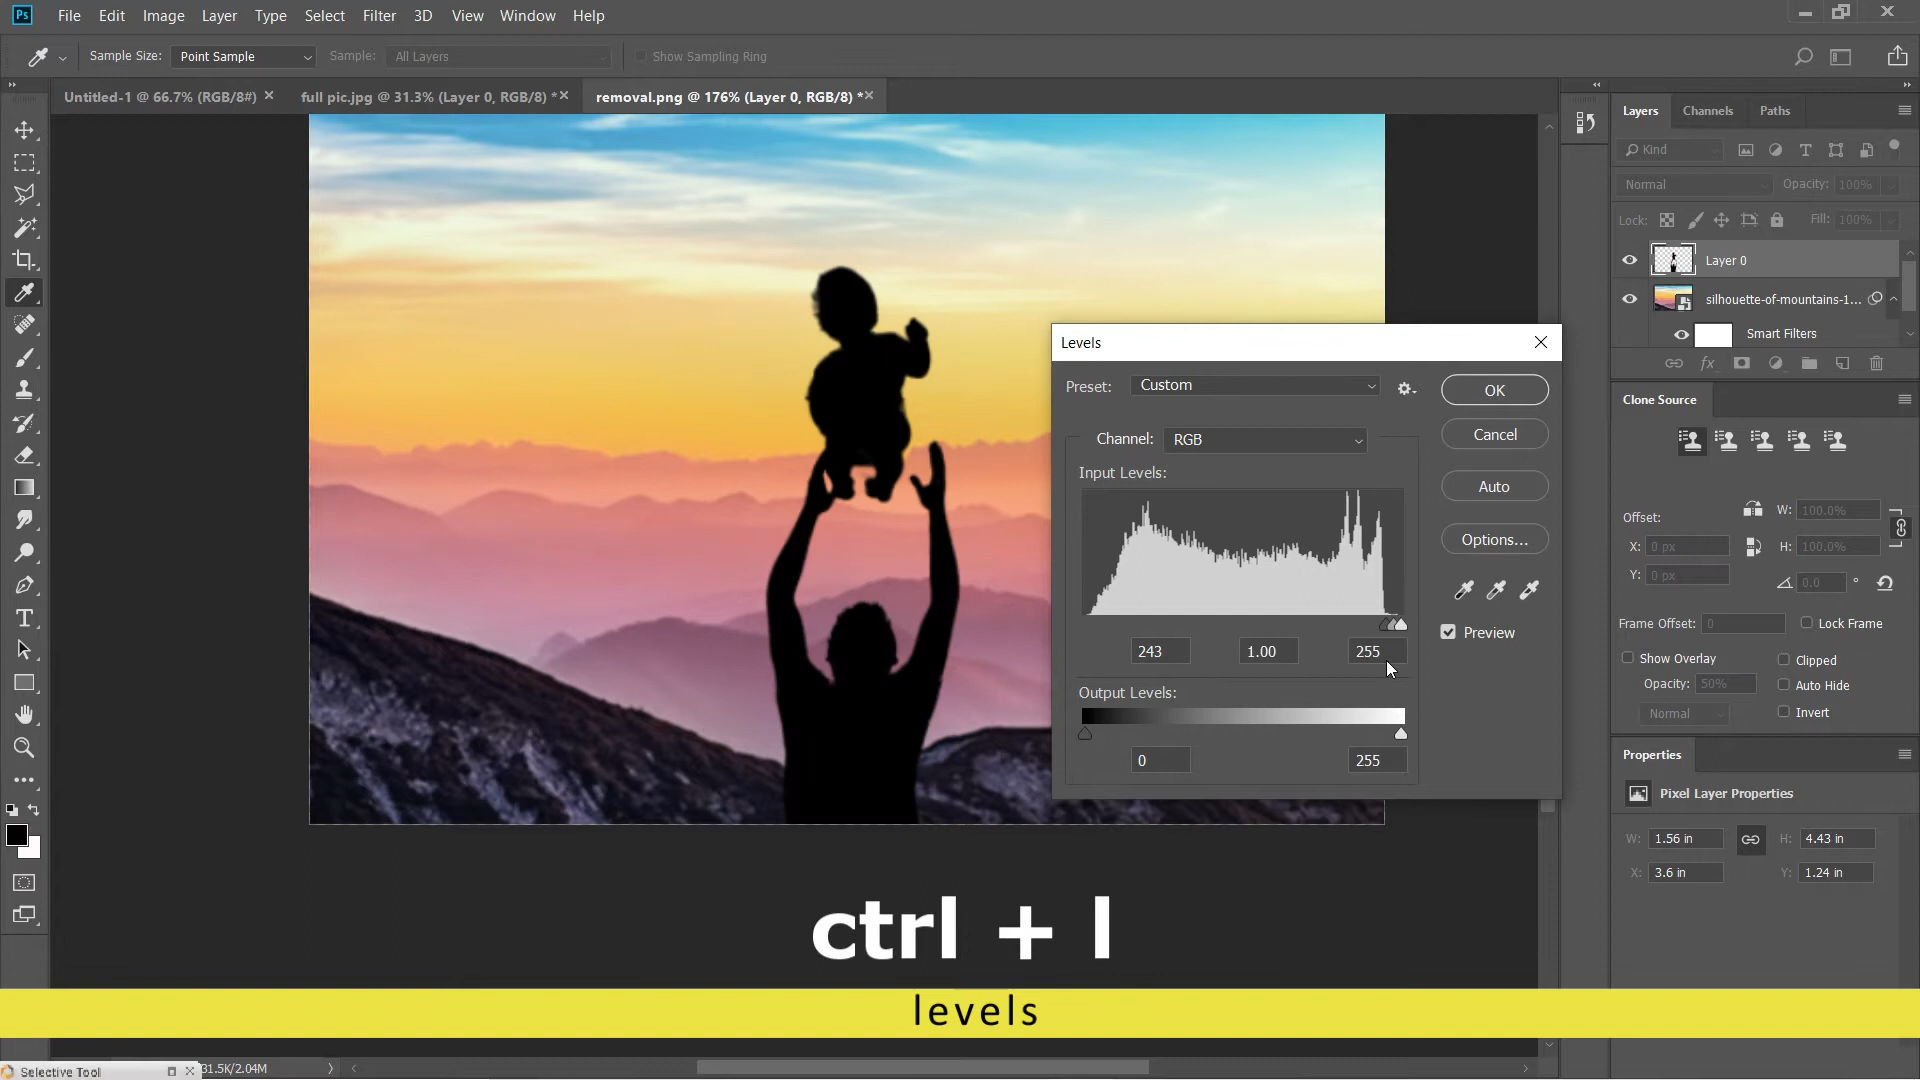 Ps File Edit Image Layer Type Select Filter 3D View Window Help
Sample Size: Point Sample Sample: All Layers Show Sampling Ring
Untitled-1 @ 66.7% (RGB/8#) full pic.jpg @ 31.3% (Layer 0, RGB/8) * removal.png @ 176% (Layer 0, RGB/8) *
Layers Channels Paths
Kind
Normal Opacity: 100%
Lock: Fill: 100%
Layer 0
silhouette-of-mountains-1...
Smart Filters
Clone Source
Offset: W: 100.0%
X: 0 px H: 100.0%
Y: 0 px 0.0 °
Frame Offset: 0 Lock Frame
Show Overlay Clipped
Opacity: 50% Auto Hide
Normal Invert
Properties
Pixel Layer Properties
W: 1.56 in H: 4.43 in
X: 3.6 in Y: 1.24 in
Levels
Preset: Custom
OK
Cancel
Channel: RGB
Input Levels:
Auto
Options...
Preview
243 1.00 255
Output Levels:
0 255
ctrl + l
levels
Selective Tool
31.5K/2.04M